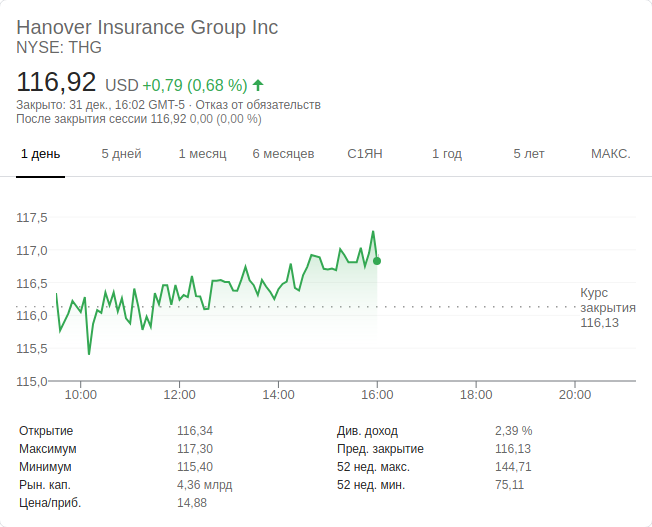 Hanover Insurance Group Inc
NYSE: THG
116,92 USD +0,79 (0,68 %)
Закрыто: 31 дек., 16:02 GMT-5 · Отказ от обязательств
После закрытия сессии 116,92 0,00 (0,00 %)
1 день 5 дней 1 месяц 6 месяцев С1ЯН 1 год 5 лет МАКС.
117,5
117,0
116,5
116,0
115,5
115,0
Курс
закрытия
116,13
10:00 12:00 14:00 16:00 18:00 20:00
Открытие 116,34 Див. доход 2,39 %
Максимум 117,30 Пред. закрытие 116,13
Минимум 115,40 52 нед. макс. 144,71
Рын. кап. 4,36 млрд 52 нед. мин. 75,11
Цена/приб. 14,88